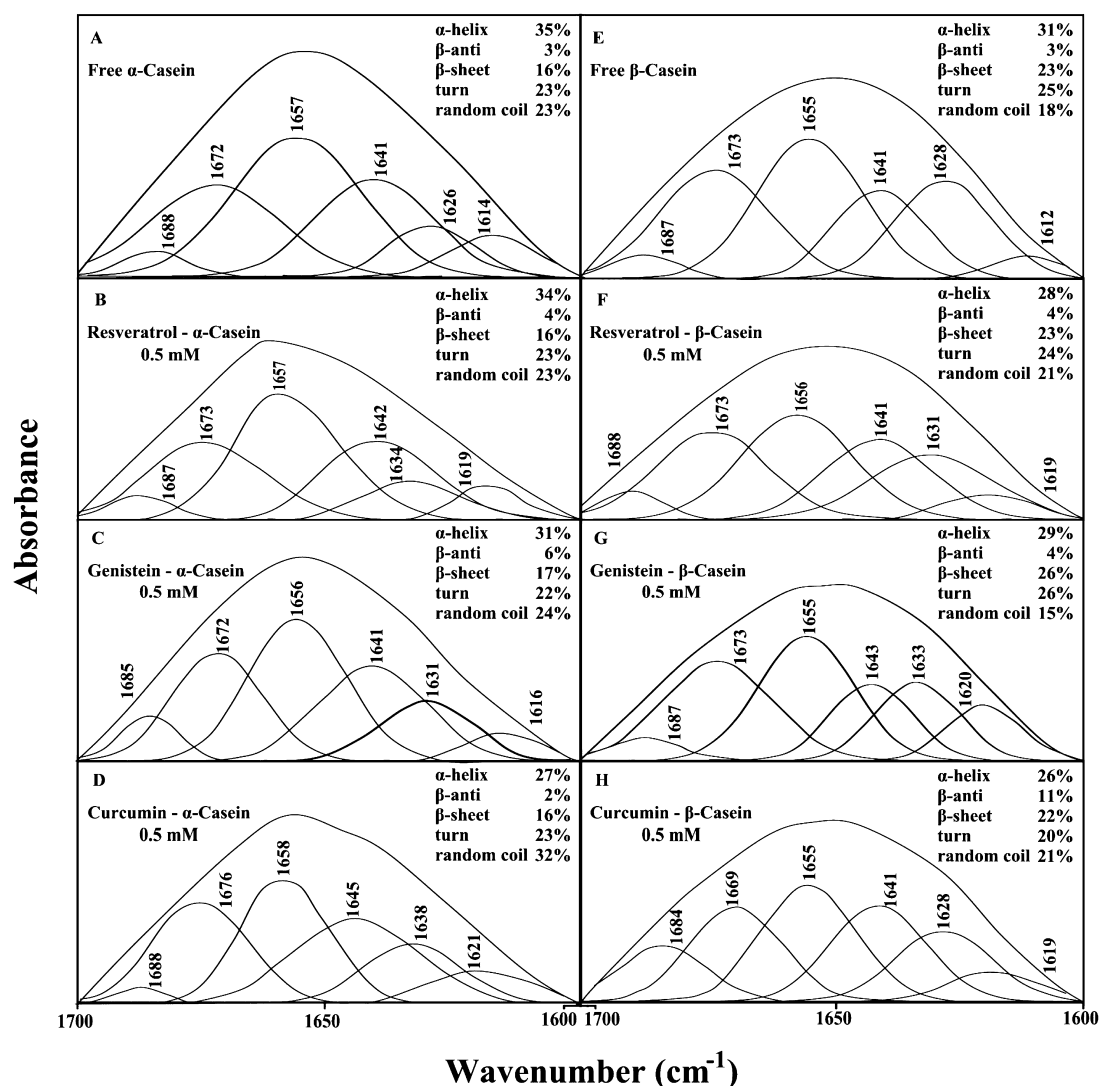 A
Free α-Casein
α-helix 35%
β-anti 3%
β-sheet 16%
turn 23%
random coil 23%
1688
1672
1657
1641
1626
1614
E
Free β-Casein
α-helix 31%
β-anti 3%
β-sheet 23%
turn 25%
random coil 18%
1687
1673
1655
1641
1628
1612
B
Resveratrol - α-Casein
0.5 mM
α-helix 34%
β-anti 4%
β-sheet 16%
turn 23%
random coil 23%
1687
1673
1657
1642
1634
1619
F
Resveratrol - β-Casein
0.5 mM
α-helix 28%
β-anti 4%
β-sheet 23%
turn 24%
random coil 21%
1688
1673
1656
1641
1631
1619
C
Genistein - α-Casein
0.5 mM
α-helix 31%
β-anti 6%
β-sheet 17%
turn 22%
random coil 24%
1685
1672
1656
1641
1631
1616
G
Genistein - β-Casein
0.5 mM
α-helix 29%
β-anti 4%
β-sheet 26%
turn 26%
random coil 15%
1687
1673
1655
1643
1633
1620
D
Curcumin - α-Casein
0.5 mM
α-helix 27%
β-anti 2%
β-sheet 16%
turn 23%
random coil 32%
1688
1676
1658
1645
1638
1621
H
Curcumin - β-Casein
0.5 mM
α-helix 26%
β-anti 11%
β-sheet 22%
turn 20%
random coil 21%
1684
1669
1655
1641
1628
1619
1700 1650 1600 1700 1650 1600
Absorbance
Wavenumber (cm⁻¹)